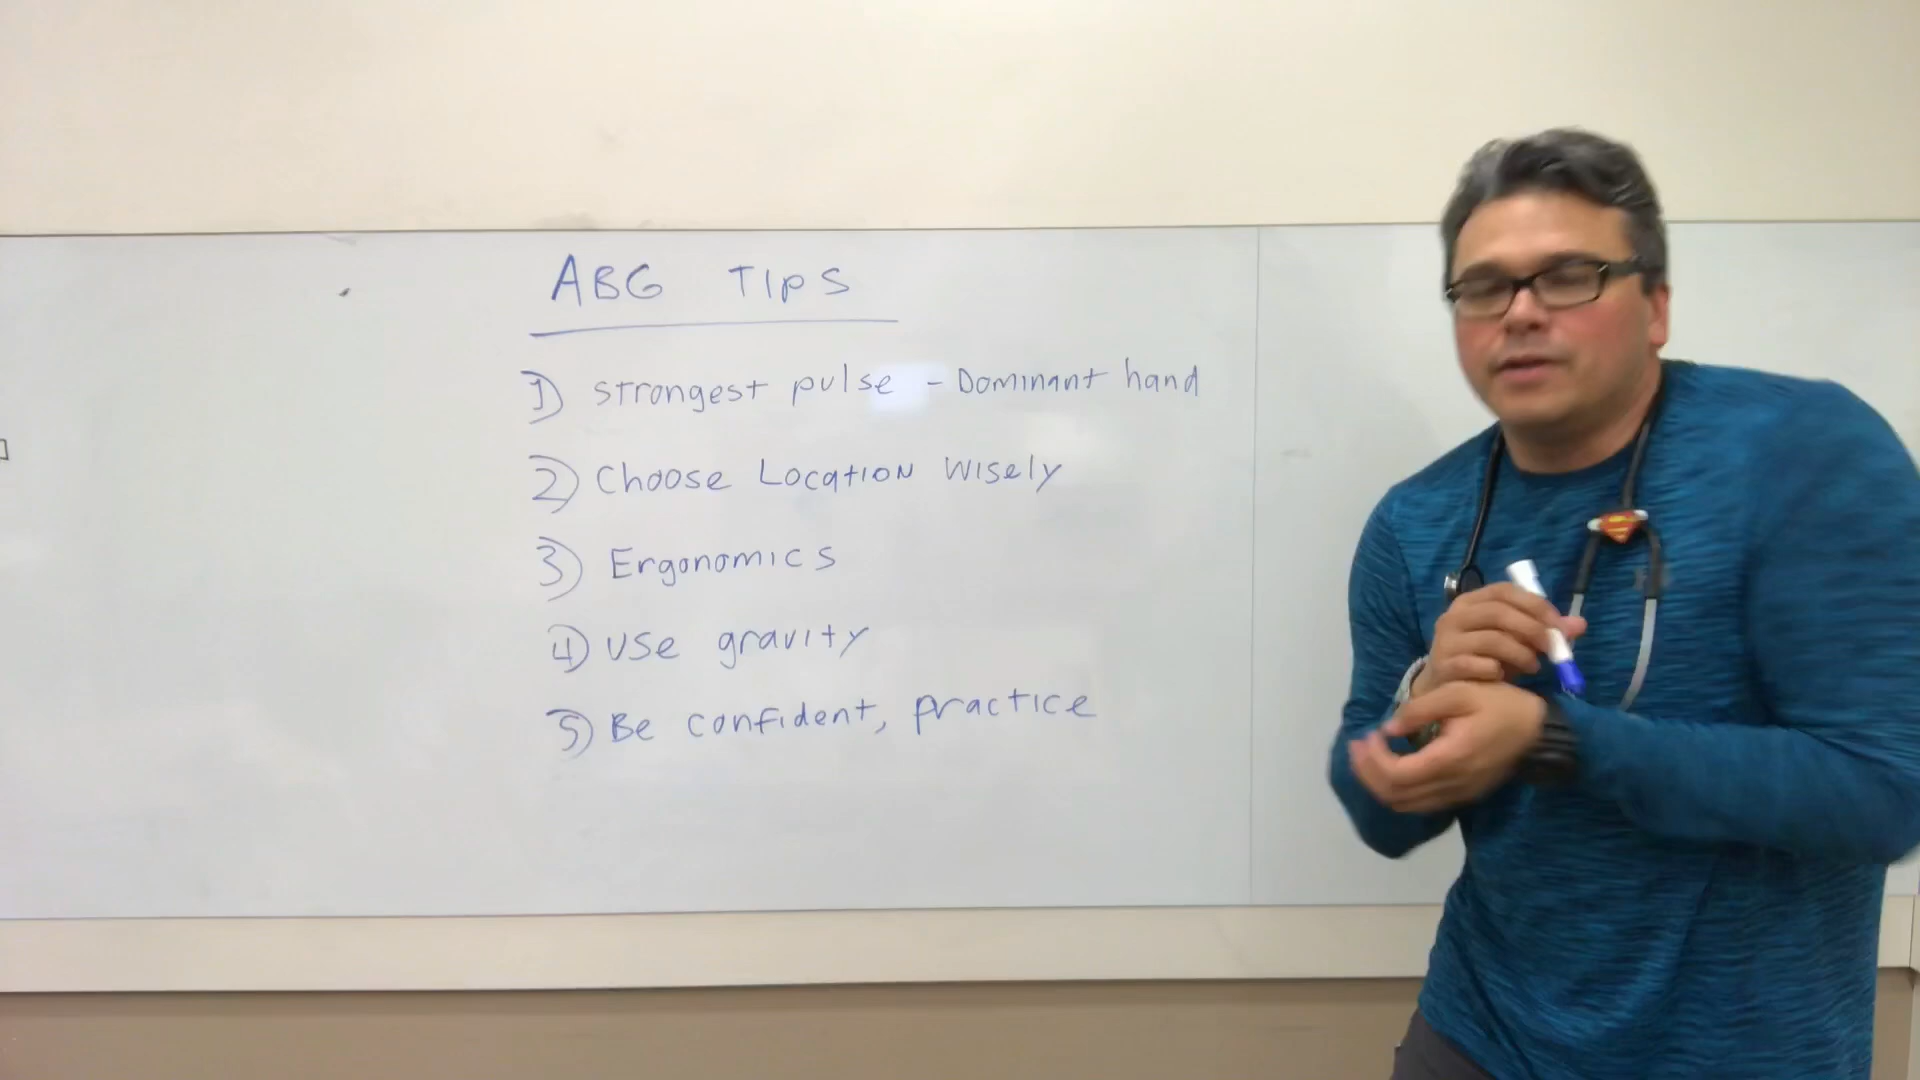 ABG TIPS
1) strongest pulse - Dominant hand
2) Choose Location Wisely
3) Ergonomics
4) Use gravity
5) Be confident, practice